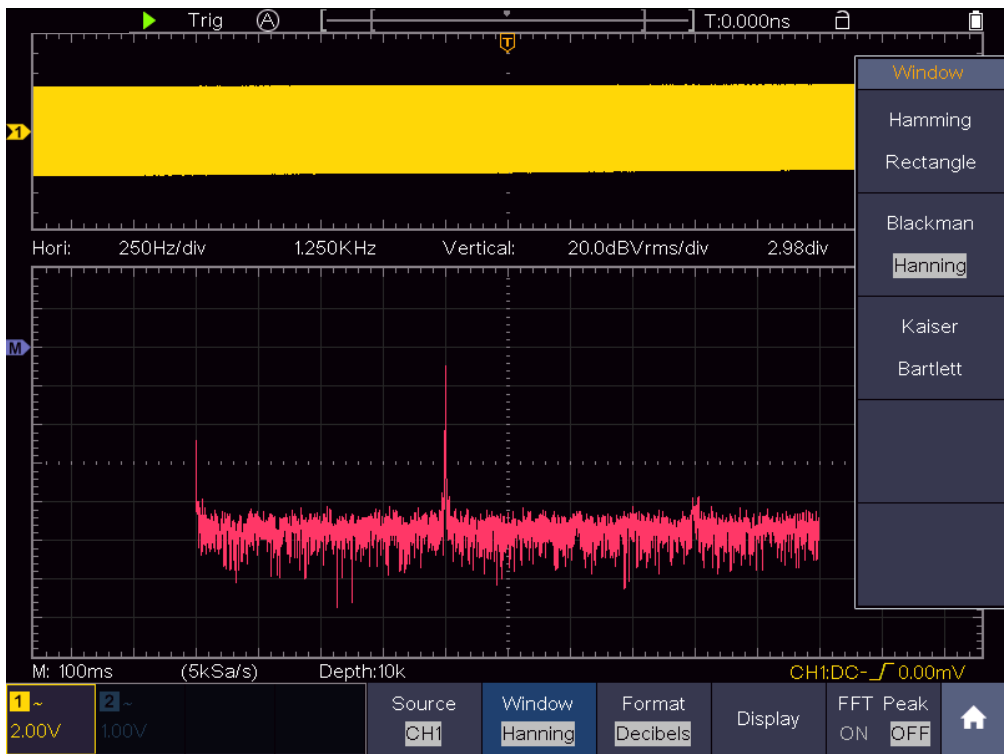 Trig A T:0.000ns
T
Window
Hamming
Rectangle
1
Blackman
Hanning
Hori: 250Hz/div 1.250KHz Vertical: 20.0dBVrms/div 2.98div
Kaiser
Bartlett
M
M: 100ms (5kSa/s) Depth:10k CH1:DC- 0.00mV
1 ~ 2 ~ Source Window Format Display FFT Peak
2.00V 1.00V CH1 Hanning Decibels ON OFF